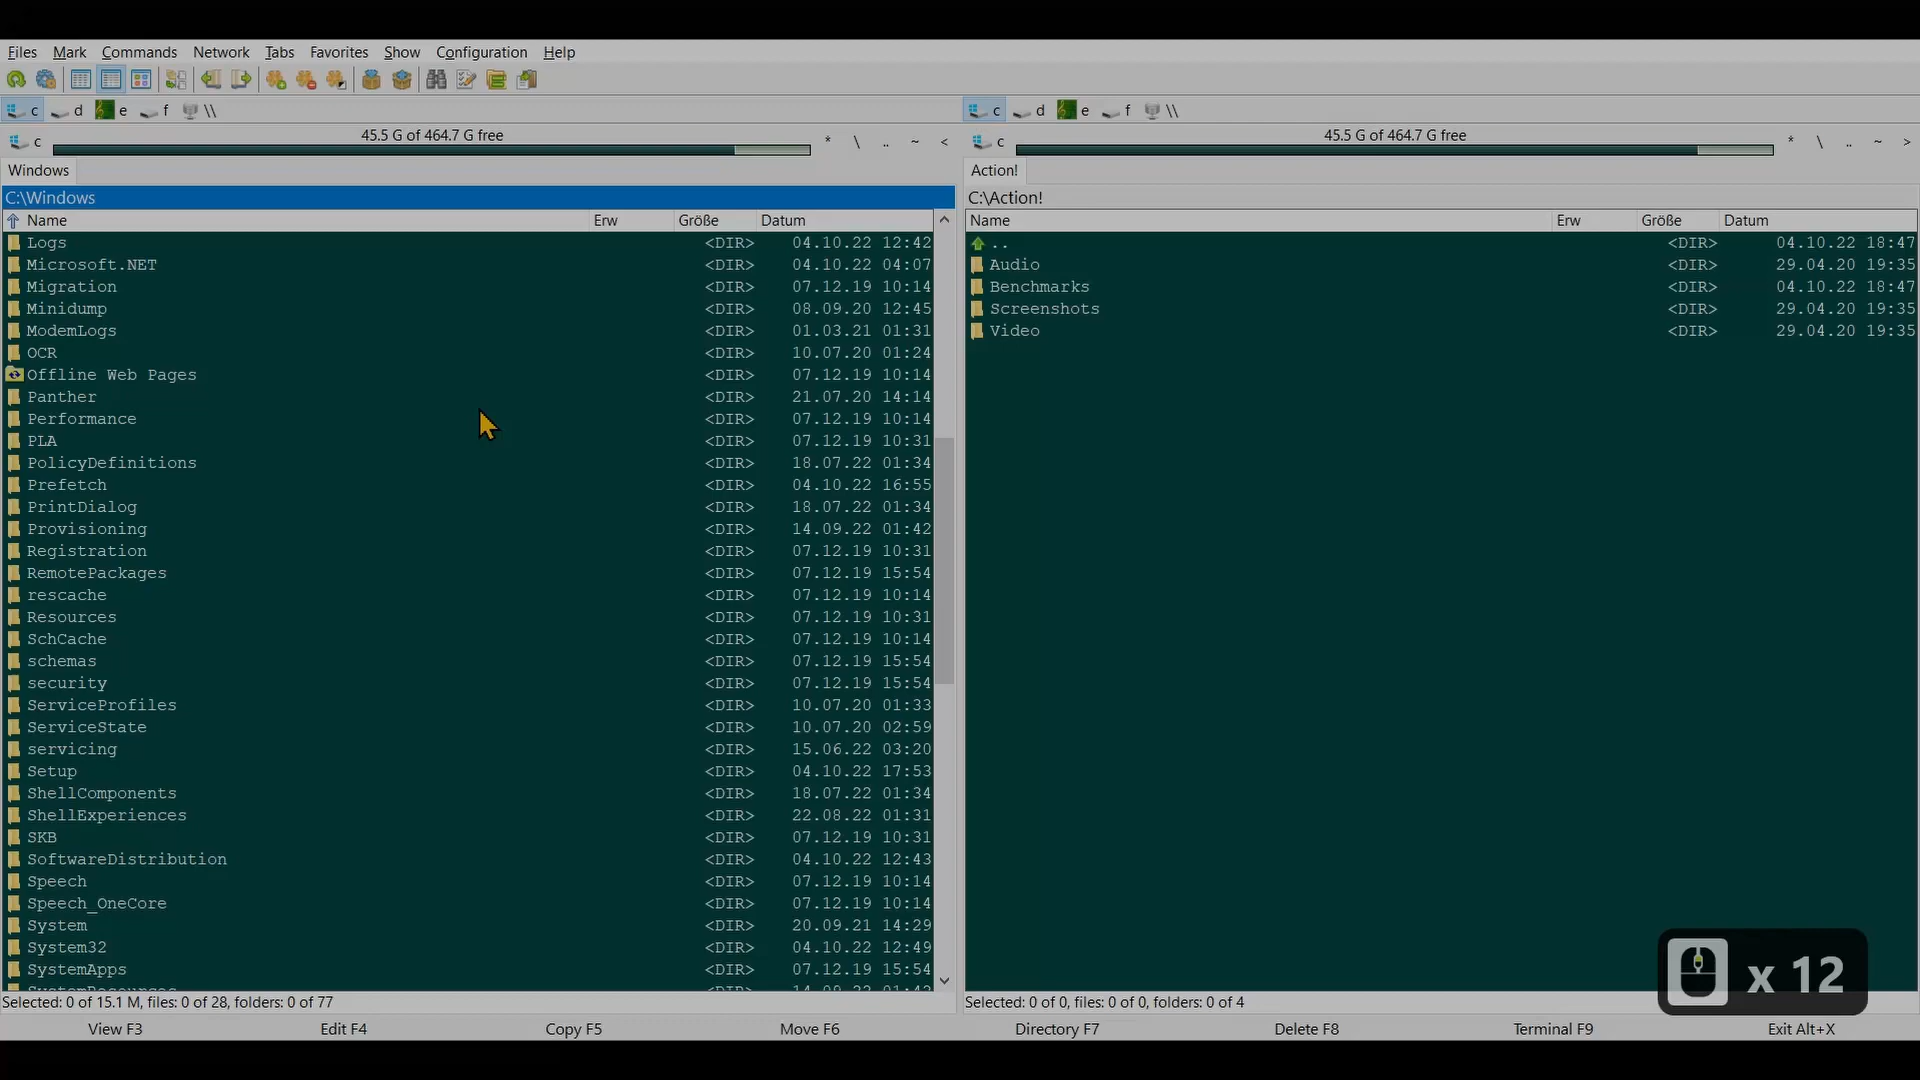 Files Mark Commands Network Tabs Favorites Show Configuration Help
c d e f \\
c d e f \\
c 45.5 G of 464.7 G free * \ .. ~ <
c 45.5 G of 464.7 G free * \ .. ~ >
Windows
C:\Windows
Name Erw Größe Datum
Logs <DIR> 04.10.22 12:42
Microsoft.NET <DIR> 04.10.22 04:07
Migration <DIR> 07.12.19 10:14
Minidump <DIR> 08.09.20 12:45
ModemLogs <DIR> 01.03.21 01:31
OCR <DIR> 10.07.20 01:24
Offline Web Pages <DIR> 07.12.19 10:14
Panther <DIR> 21.07.20 14:14
Performance <DIR> 07.12.19 10:14
PLA <DIR> 07.12.19 10:31
PolicyDefinitions <DIR> 18.07.22 01:34
Prefetch <DIR> 04.10.22 16:55
PrintDialog <DIR> 18.07.22 01:34
Provisioning <DIR> 14.09.22 01:42
Registration <DIR> 07.12.19 10:31
RemotePackages <DIR> 07.12.19 15:54
rescache <DIR> 07.12.19 10:14
Resources <DIR> 07.12.19 10:31
SchCache <DIR> 07.12.19 10:14
schemas <DIR> 07.12.19 15:54
security <DIR> 07.12.19 15:54
ServiceProfiles <DIR> 10.07.20 01:33
ServiceState <DIR> 10.07.20 02:59
servicing <DIR> 15.06.22 03:20
Setup <DIR> 04.10.22 17:53
ShellComponents <DIR> 18.07.22 01:34
ShellExperiences <DIR> 22.08.22 01:31
SKB <DIR> 07.12.19 10:31
SoftwareDistribution <DIR> 04.10.22 12:43
Speech <DIR> 07.12.19 10:14
Speech_OneCore <DIR> 07.12.19 10:14
System <DIR> 20.09.21 14:29
System32 <DIR> 04.10.22 12:49
SystemApps <DIR> 07.12.19 15:54
Selected: 0 of 15.1 M, files: 0 of 28, folders: 0 of 77
Action!
C:\Action!
Name Erw Größe Datum
.. <DIR> 04.10.22 18:47
Audio <DIR> 29.04.20 19:35
Benchmarks <DIR> 04.10.22 18:47
Screenshots <DIR> 29.04.20 19:35
Video <DIR> 29.04.20 19:35
x 12
Selected: 0 of 0, files: 0 of 0, folders: 0 of 4
View F3 Edit F4 Copy F5 Move F6 Directory F7 Delete F8 Terminal F9 Exit Alt+X